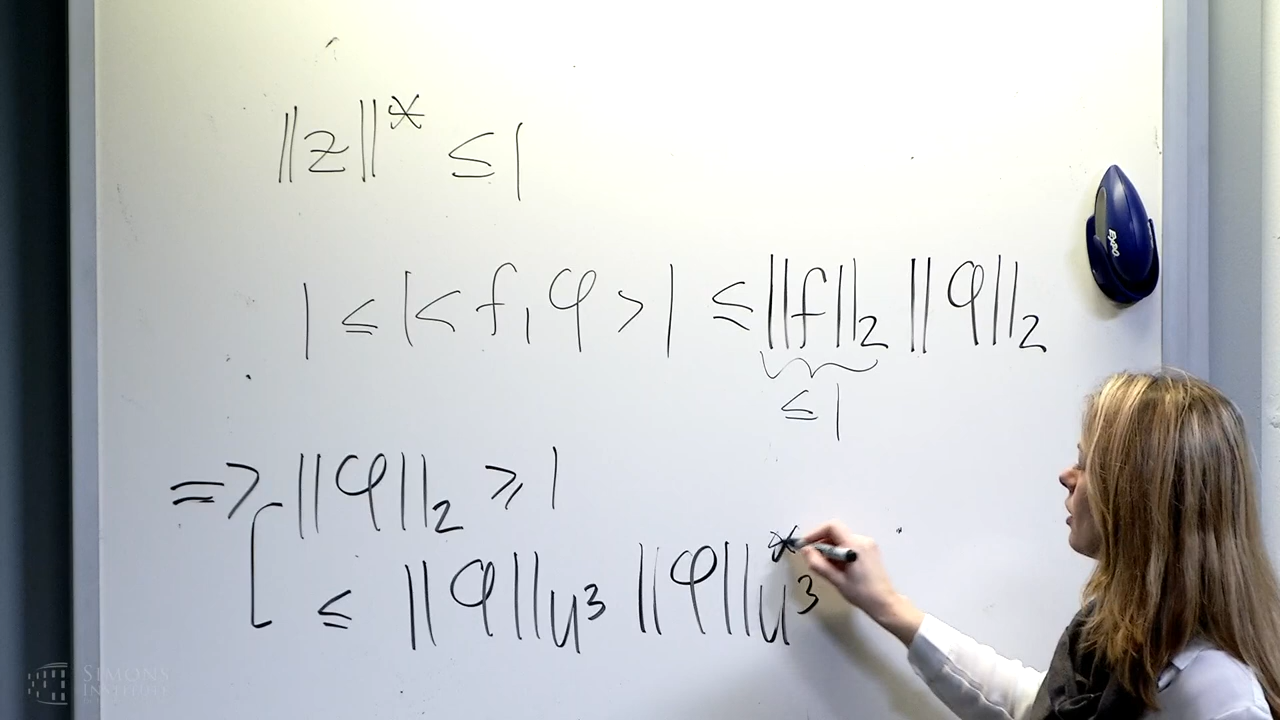 ||z||* ≤ 1
1 ≤ |< f, φ >| ≤ ||f||₂ ||φ||₂
≤ 1
=> ||φ||₂ ≥ 1
≤ ||φ||u³ ||φ||*u³
EXPO
SIMONS
INSTITUTE